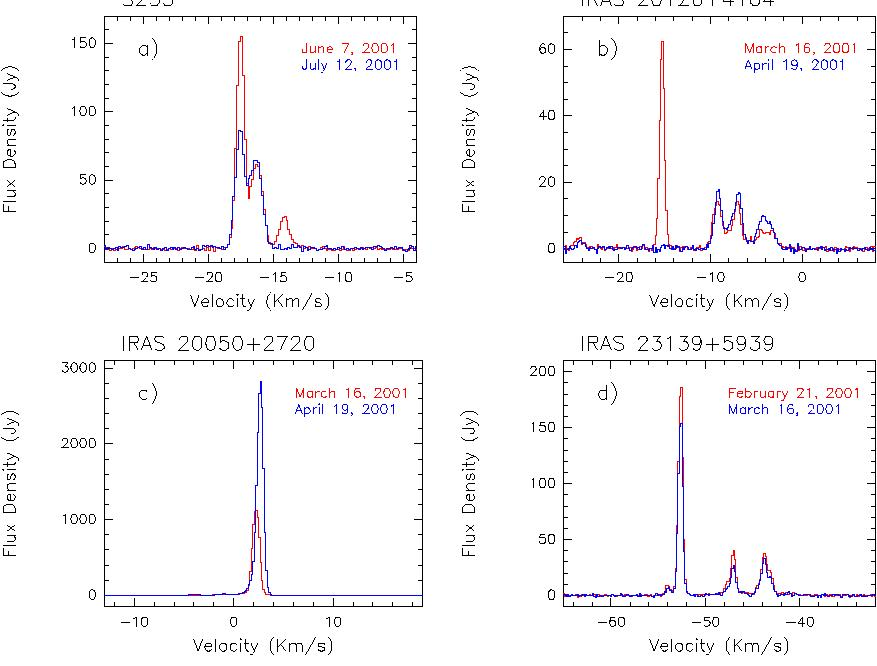 IRAS
a)
June 7, 2001
July 12, 2001
150
100
50
0
Flux Density (Jy)
−25 −20 −15 −10 −5
Velocity (Km/s)
b)
March 16, 2001
April 19, 2001
60
40
20
0
Flux Density (Jy)
−20 −10 0
Velocity (Km/s)
IRAS 20050+2720
c)
March 16, 2001
April 19, 2001
3000
2000
1000
0
Flux Density (Jy)
−10 0 10
Velocity (Km/s)
IRAS 23139+5939
d)
February 21, 2001
March 16, 2001
200
150
100
50
0
Flux Density (Jy)
−60 −50 −40
Velocity (Km/s)